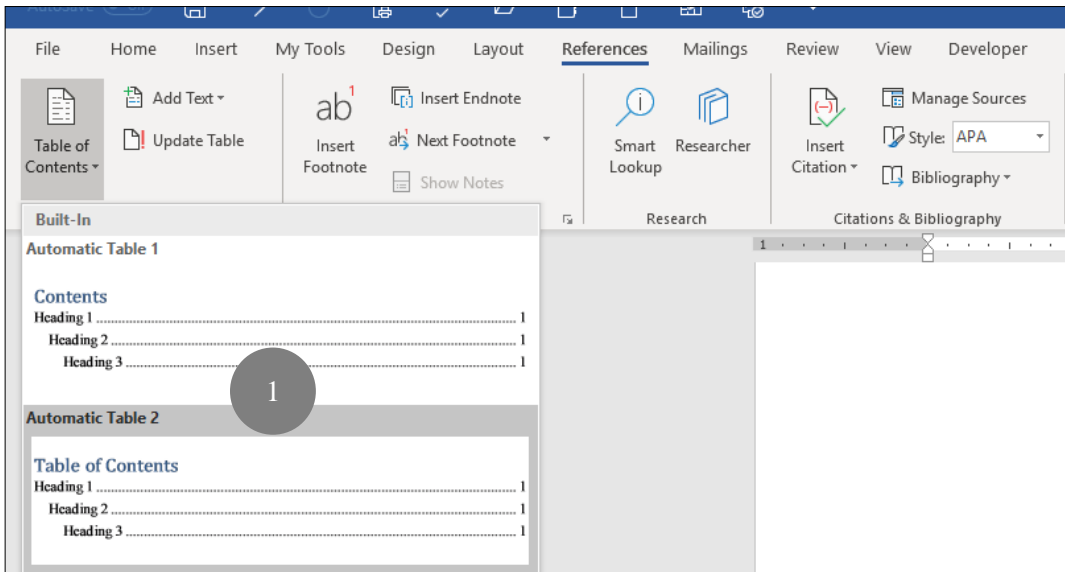 File Home Insert My Tools Design Layout References Mailings Review View Developer
Table of
Contents
Add Text
Update Table
ab1
Insert
Footnote
Insert Endnote
Next Footnote
Show Notes
Smart
Lookup
Researcher
Research
Insert
Citation
Manage Sources
Style: APA
Bibliography
Citations & Bibliography
1
Built-In
Automatic Table 1
Contents
Heading 1 1
Heading 2 1
Heading 3 1
1
Automatic Table 2
Table of Contents
Heading 1 1
Heading 2 1
Heading 3 1